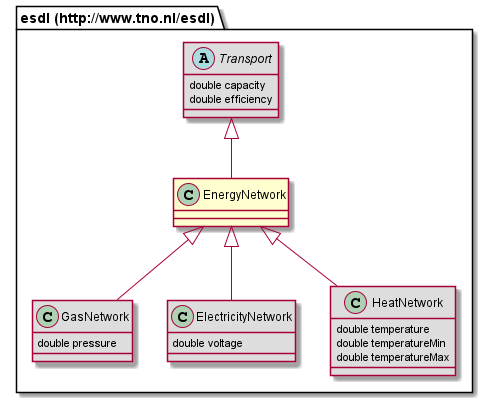 esdl (http://www.tno.nl/esdl)
A Transport
double capacity
double efficiency
C EnergyNetwork
C GasNetwork
double pressure
C ElectricityNetwork
double voltage
C HeatNetwork
double temperature
double temperatureMin
double temperatureMax